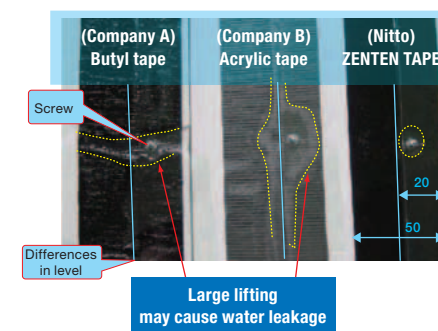 (Company A)
Butyl tape
(Company B)
Acrylic tape
(Nitto)
ZENTEN TAPE
Screw
20
50
Differences
in level
Large lifting
may cause water leakage